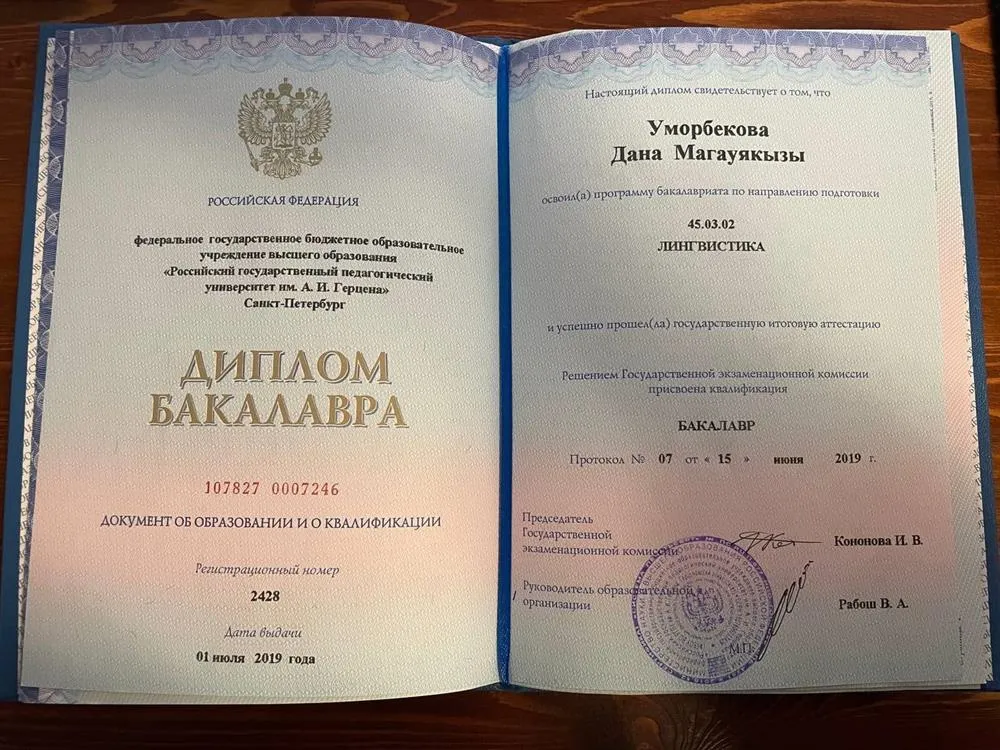 РОССИЙСКАЯ ФЕДЕРАЦИЯ
федеральное государственное бюджетное образовательное
учреждение высшего образования
«Российский государственный педагогический
университет им. А. И. Герцена»
Санкт-Петербург
ДИПЛОМ
БАКАЛАВРА
107827 0007246
ДОКУМЕНТ ОБ ОБРАЗОВАНИИ И О КВАЛИФИКАЦИИ
Регистрационный номер
2428
Дата выдачи
01 июля 2019 года
Настоящий диплом свидетельствует о том, что
Уморбекова
Дана Магауякызы
освоил(а) программу бакалавриата по направлению подготовки
45.03.02
ЛИНГВИСТИКА
и успешно прошел(ла) государственную итоговую аттестацию
Решением Государственной экзаменационной комиссии
присвоена квалификация
БАКАЛАВР
Протокол № 07 от « 15 » июня 2019 г.
Председатель
Государственной
экзаменационной комиссии
Кононова И. В.
Руководитель образовательной
организации
Рабош В. А.
М.П.